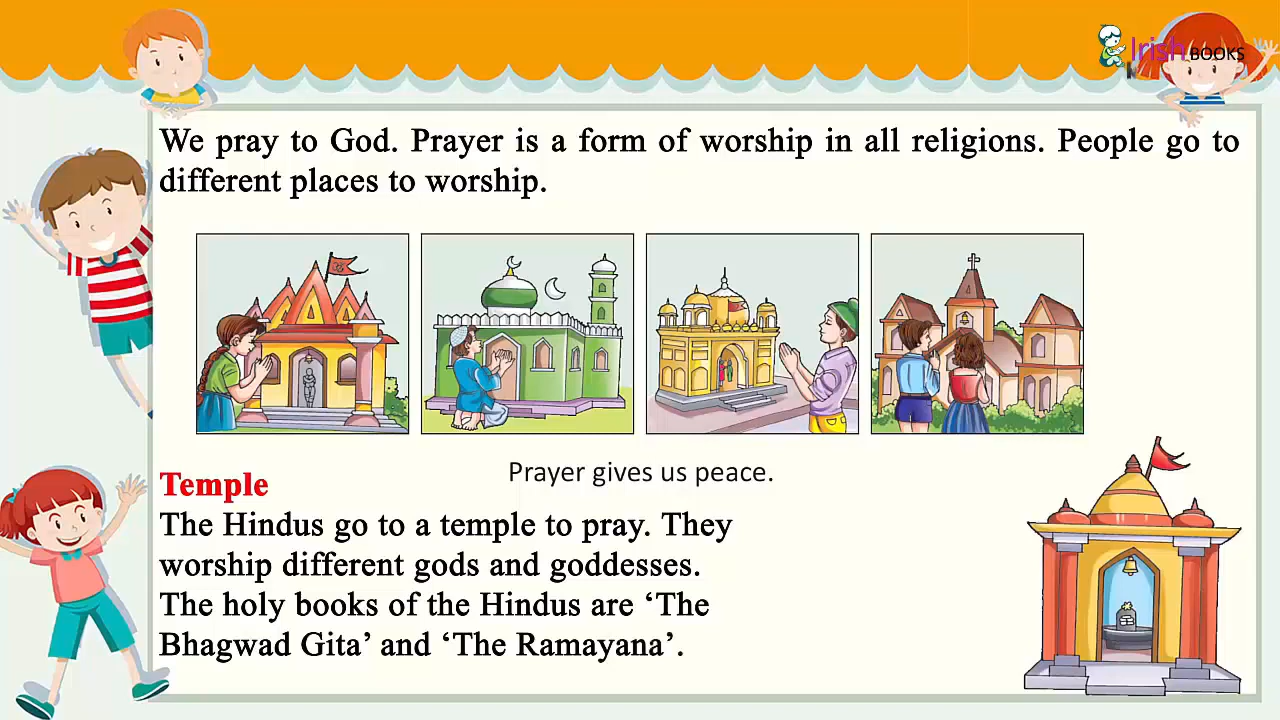 Irish BOOKS
We pray to God. Prayer is a form of worship in all religions. People go to
different places to worship.
Prayer gives us peace.
Temple
The Hindus go to a temple to pray. They
worship different gods and goddesses.
The holy books of the Hindus are ‘The
Bhagwad Gita’ and ‘The Ramayana’.